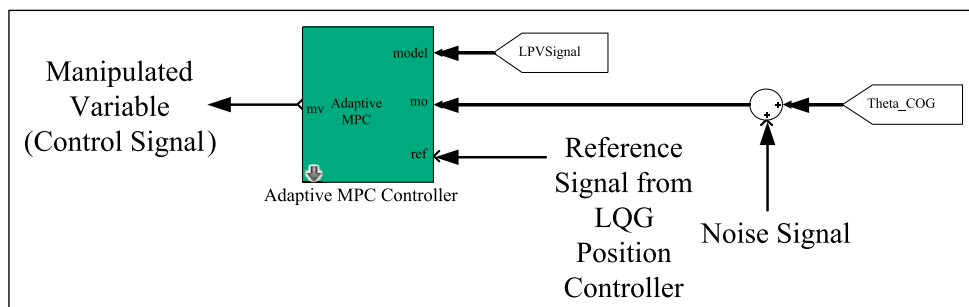 Manipulated
Variable
(Control Signal)
mv
Adaptive
MPC
model
mo
ref
Adaptive MPC Controller
LPVSignal
Reference
Signal from
LQG
Position
Controller
+
+
Theta_COG
Noise Signal